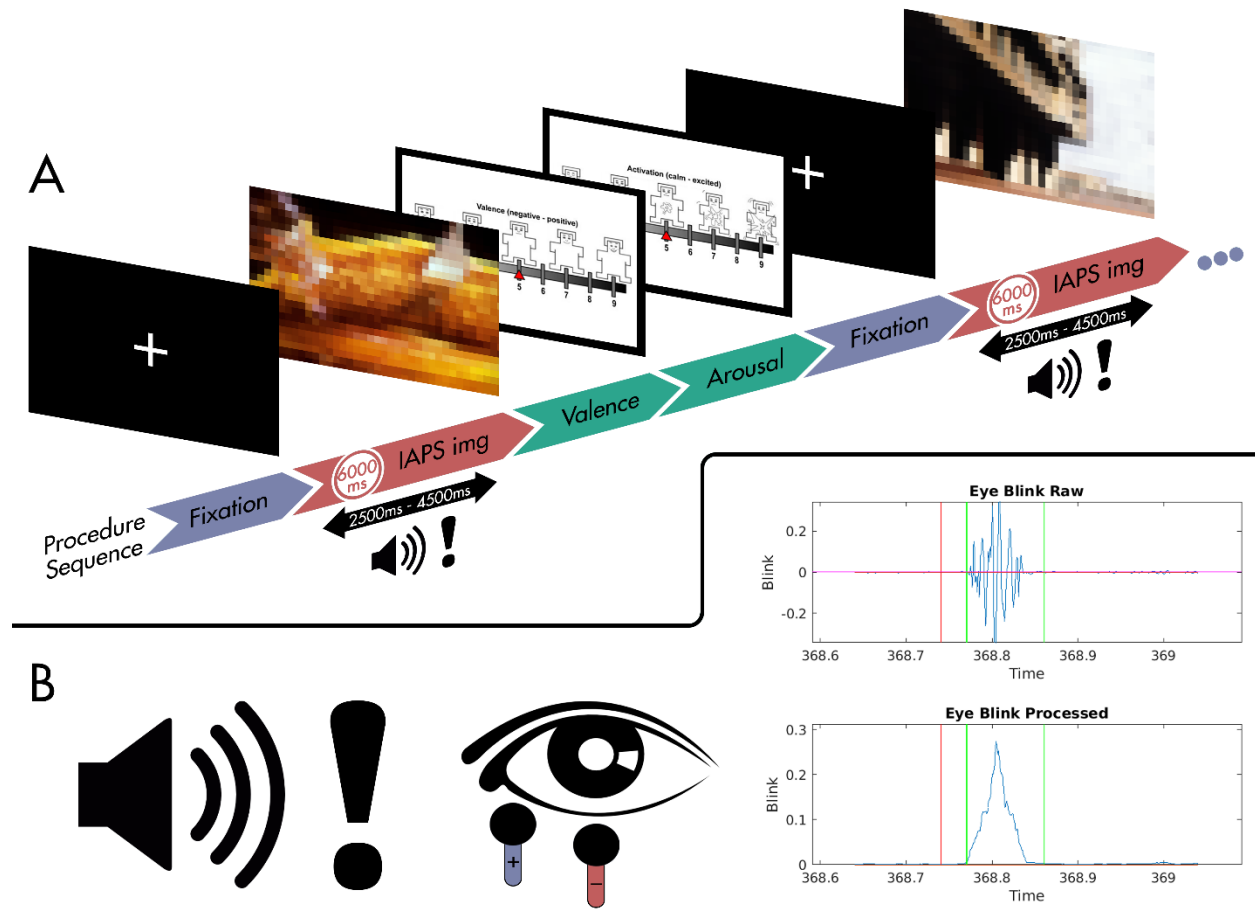 A
Valence (negative - positive)
5
6
7
8
9
Activation (calm - excited)
5
6
7
8
9
Procedure
Sequence
Fixation
6000
ms
IAPS img
2500ms - 4500ms
!
Valence
Arousal
Fixation
6000
ms
IAPS img
2500ms - 4500ms
!
B
!
+
−
Eye Blink Raw
Blink
0.2
0
-0.2
368.6 368.7 368.8 368.9 369
Time
Eye Blink Processed
Blink
0.3
0.2
0.1
0
368.6 368.7 368.8 368.9 369
Time